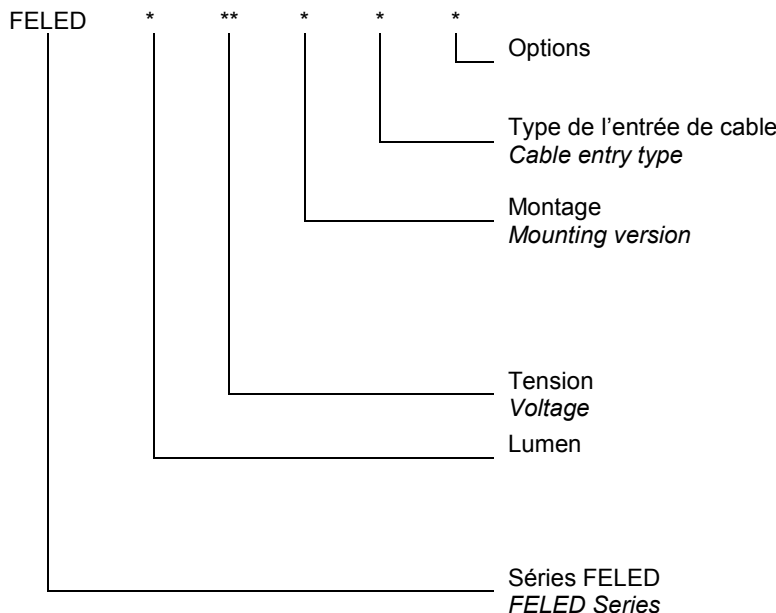 FELED * ** * * *
Options
Type de l’entrée de cable
Cable entry type
Montage
Mounting version
Tension
Voltage
Lumen
Séries FELED
FELED Series